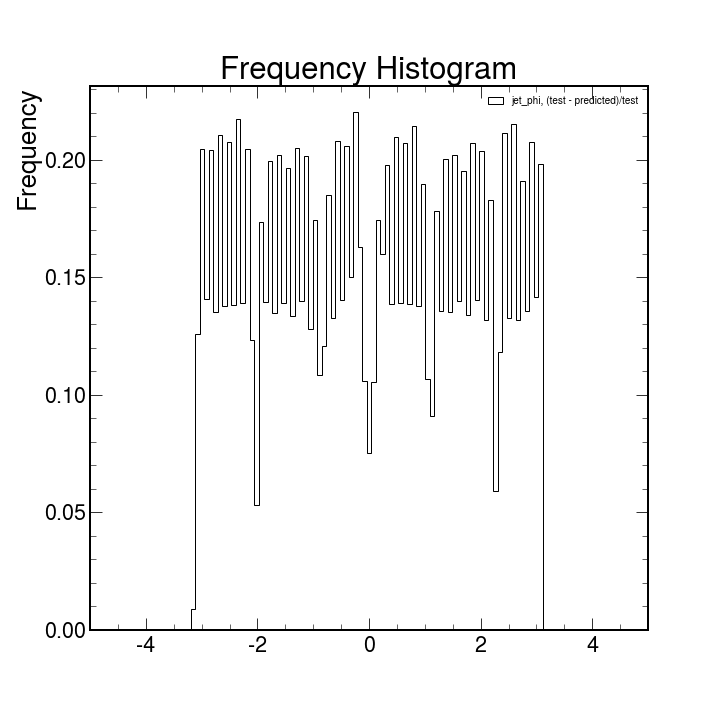 Frequency Histogram
jet_phi, (test - predicted)/test
Frequency
0.20
0.15
0.10
0.05
0.00
-4 -2 0 2 4